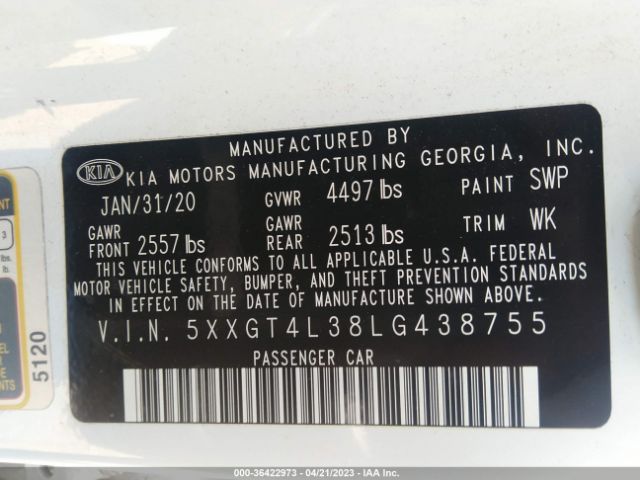 MANUFACTURED BY
KIA KIA MOTORS MANUFACTURING GEORGIA, INC.
JAN/31/20 GVWR 4497 lbs PAINT SWP
GAWR FRONT 2557 lbs GAWR REAR 2513 lbs TRIM WK
THIS VEHICLE CONFORMS TO ALL APPLICABLE U.S.A. FEDERAL
MOTOR VEHICLE SAFETY, BUMPER, AND THEFT PREVENTION STANDARDS
IN EFFECT ON THE DATE OF MANUFACTURE SHOWN ABOVE.
V.I.N. 5XXGT4L38LG438755
PASSENGER CAR
5120
000-36422973 - 04/21/2023 - IAA Inc.